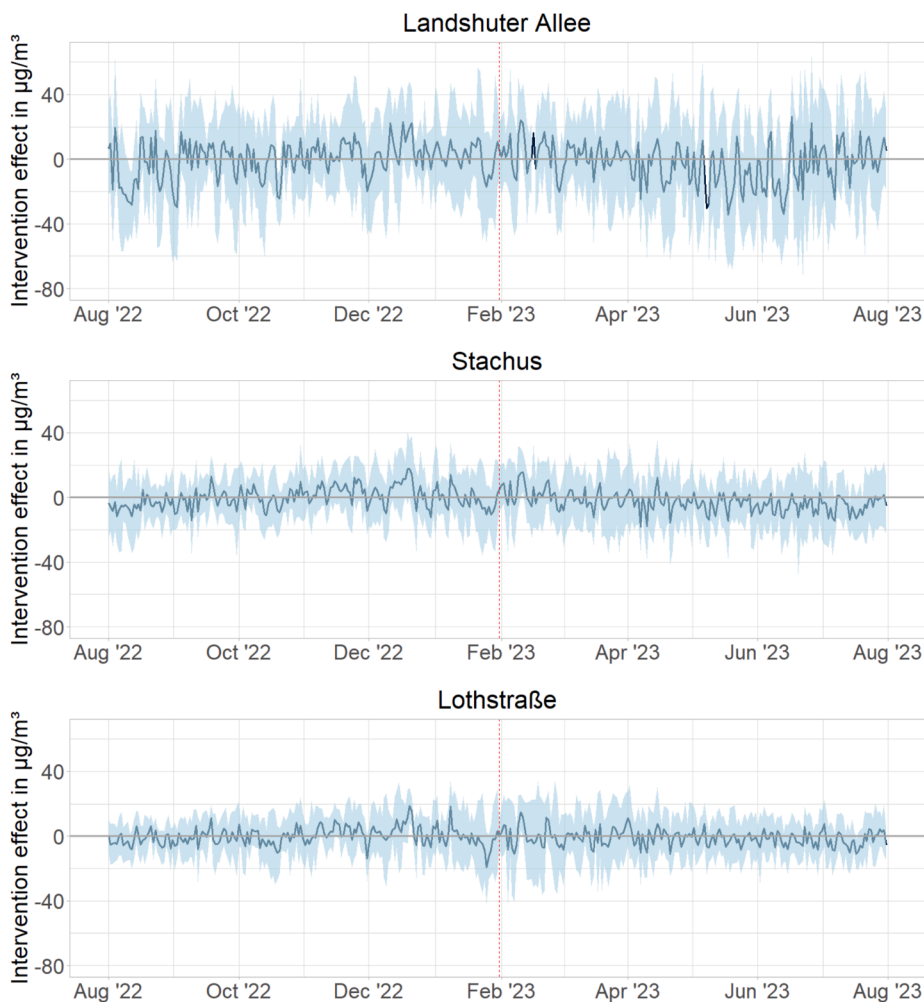 Landshuter Allee
Intervention effect in µg/m³
40
0
-40
-80
Aug '22 Oct '22 Dec '22 Feb '23 Apr '23 Jun '23 Aug '23
Stachus
Intervention effect in µg/m³
40
0
-40
-80
Aug '22 Oct '22 Dec '22 Feb '23 Apr '23 Jun '23 Aug '23
Lothstraße
Intervention effect in µg/m³
40
0
-40
-80
Aug '22 Oct '22 Dec '22 Feb '23 Apr '23 Jun '23 Aug '23